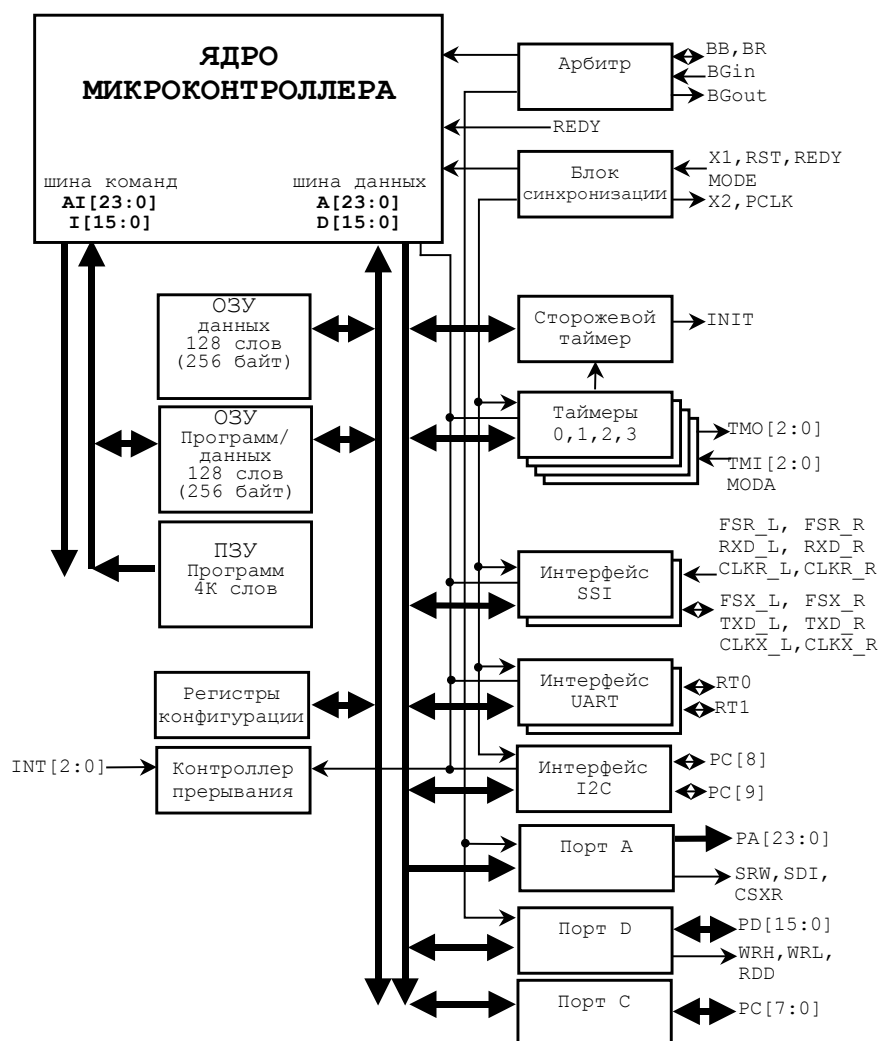 ЯДРО
МИКРОКОНТРОЛЛЕРА
шина команд
AI[23:0]
I[15:0]
шина данных
A[23:0]
D[15:0]
Арбитр
BB,BR
BGin
BGout
REDY
Блок
синхронизации
X1,RST,REDY
MODE
X2,PCLK
ОЗУ
данных
128 слов
(256 байт)
Сторожевой
таймер
INIT
ОЗУ
Программ/
данных
128 слов
(256 байт)
Таймеры
0,1,2,3
TMO[2:0]
TMI[2:0]
MODA
ПЗУ
Программ
4К слов
Интерфейс
SSI
FSR_L, FSR_R
RXD_L, RXD_R
CLKR_L,CLKR_R
FSX_L, FSX_R
TXD_L, TXD_R
CLKX_L,CLKX_R
Регистры
конфигурации
Интерфейс
UART
RT0
RT1
INT[2:0]
Контроллер
прерывания
Интерфейс
I2C
PC[8]
PC[9]
Порт A
PA[23:0]
SRW,SDI,
CSXR
Порт D
PD[15:0]
WRH,WRL,
RDD
Порт C
PC[7:0]